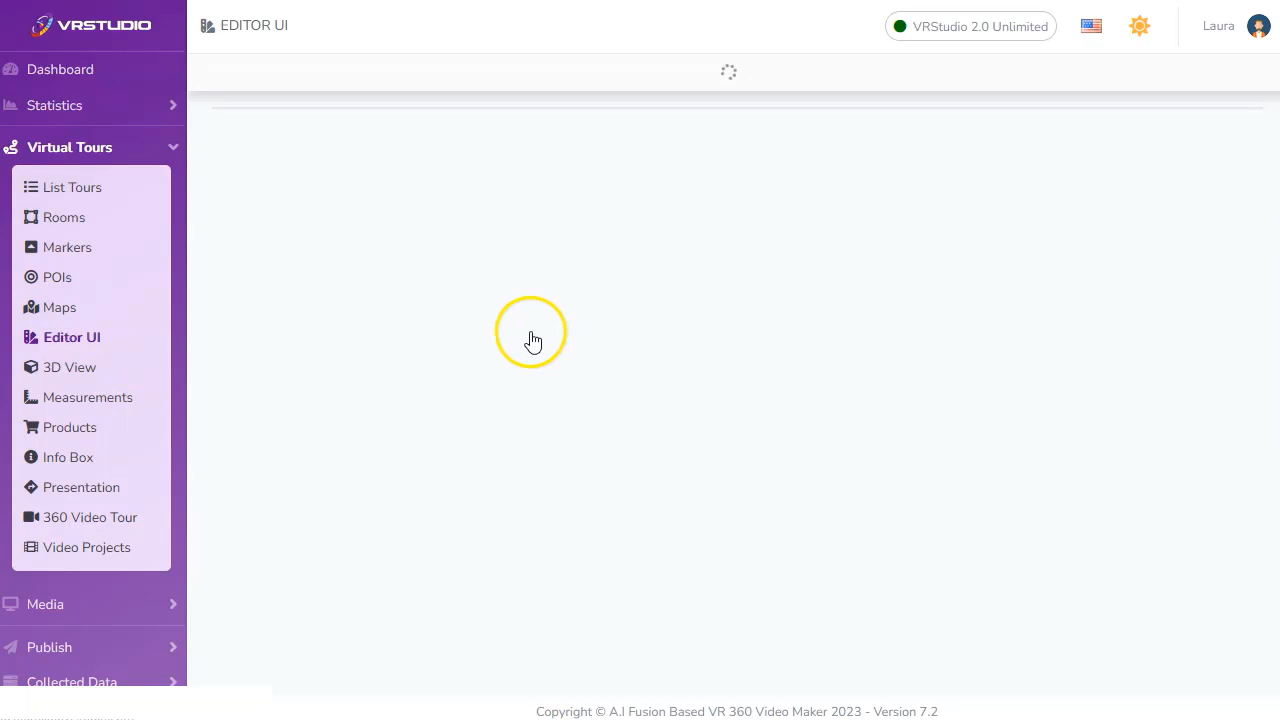 VRSTUDIO
EDITOR UI
VRStudio 2.0 Unlimited
Laura
Dashboard
Statistics
Virtual Tours
List Tours
Rooms
Markers
POIs
Maps
Editor UI
3D View
Measurements
Products
Info Box
Presentation
360 Video Tour
Video Projects
Media
Publish
Collected Data
Copyright © A.I Fusion Based VR 360 Video Maker 2023 - Version 7.2